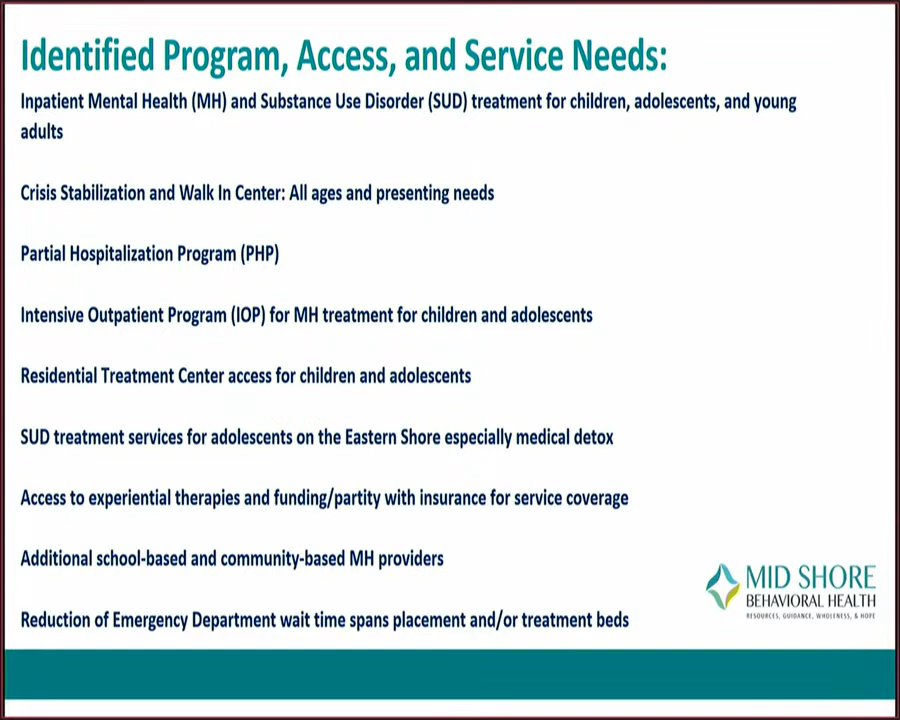 Identified Program, Access, and Service Needs:
Inpatient Mental Health (MH) and Substance Use Disorder (SUD) treatment for children, adolescents, and young
adults
Crisis Stabilization and Walk In Center: All ages and presenting needs
Partial Hospitalization Program (PHP)
Intensive Outpatient Program (IOP) for MH treatment for children and adolescents
Residential Treatment Center access for children and adolescents
SUD treatment services for adolescents on the Eastern Shore especially medical detox
Access to experiential therapies and funding/partity with insurance for service coverage
Additional school-based and community-based MH providers
Reduction of Emergency Department wait time spans placement and/or treatment beds
MID SHORE
BEHAVIORAL HEALTH
RESOURCES, GUIDANCE, WHOLENESS, & HOPE